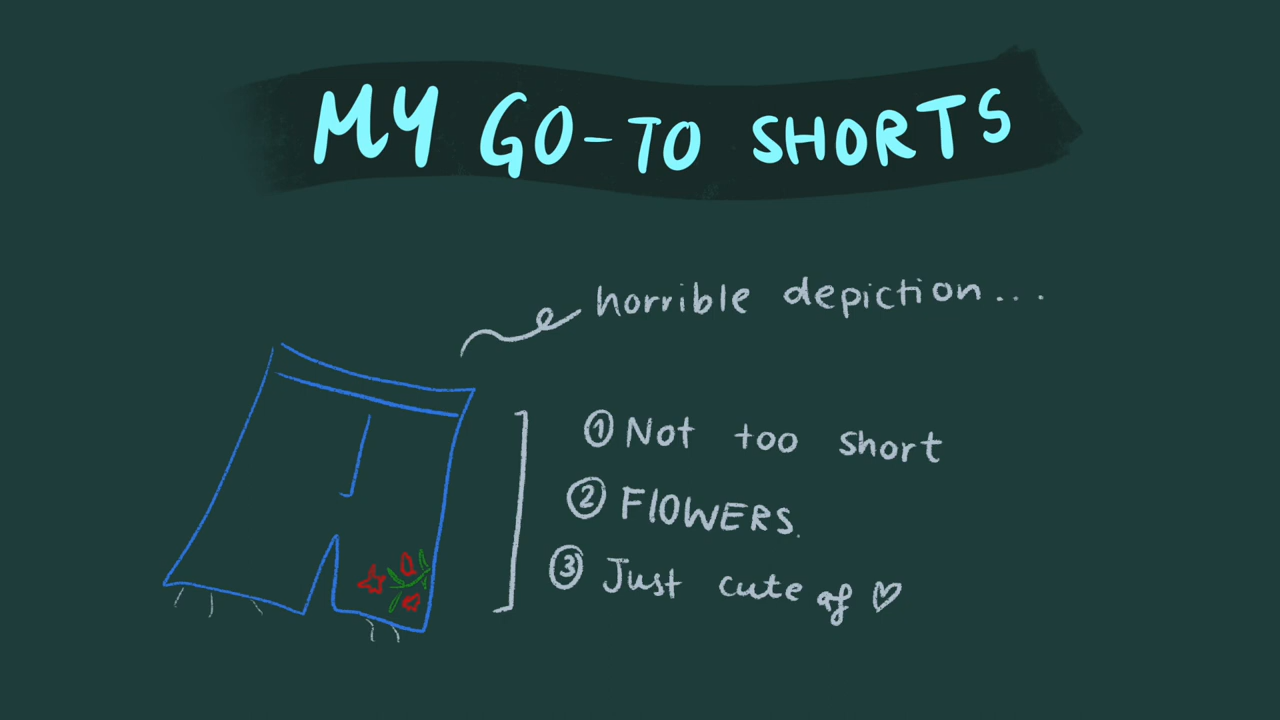 MY GO-TO SHORTS
horrible depiction...
① Not too short
② FLOWERS.
③ Just cute af ♡